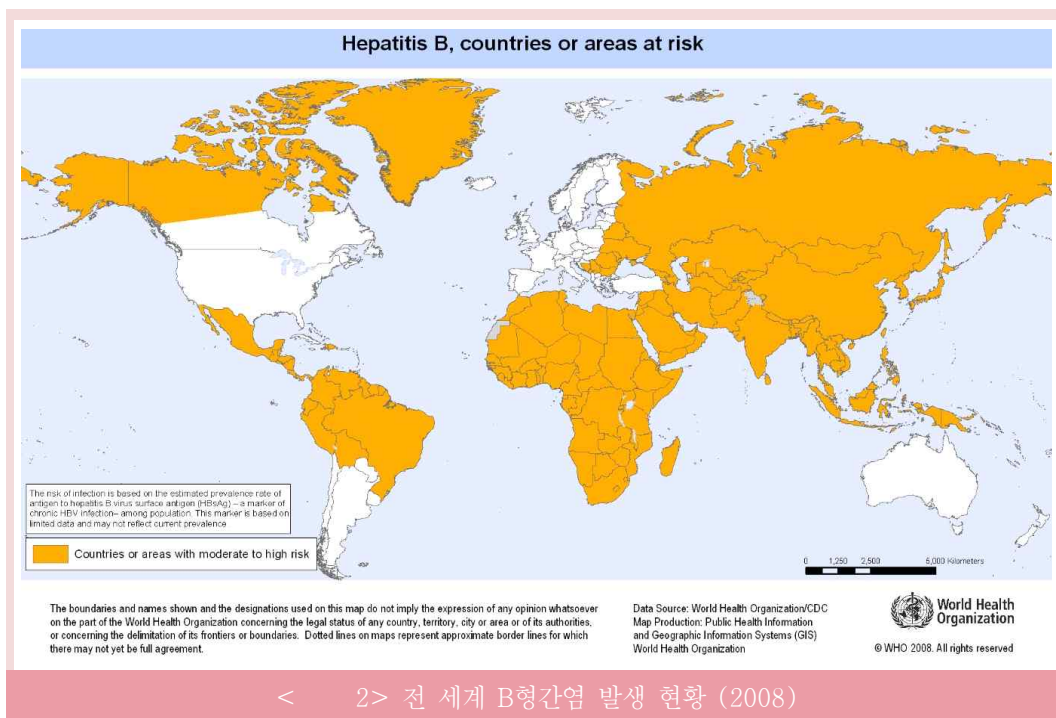 Hepatitis B, countries or areas at risk
The risk of infection is based on the estimated prevalence rate of
antigen to hepatitis B virus surface antigen (HBsAg) – a marker of
chronic HBV infection– among population. This marker is based on
limited data and may not reflect current prevalence
Countries or areas with moderate to high risk
0 1,250 2,500 5,000 Kilometers
The boundaries and names shown and the designations used on this map do not imply the expression of any opinion whatsoever
on the part of the World Health Organization concerning the legal status of any country, territory, city or area or of its authorities,
or concerning the delimitation of its frontiers or boundaries. Dotted lines on maps represent approximate border lines for which
there may not yet be full agreement.
Data Source: World Health Organization/CDC
Map Production: Public Health Information
and Geographic Information Systems (GIS)
World Health Organization
World Health
Organization
© WHO 2008. All rights reserved
< 2> 전 세계 B형간염 발생 현황 (2008)